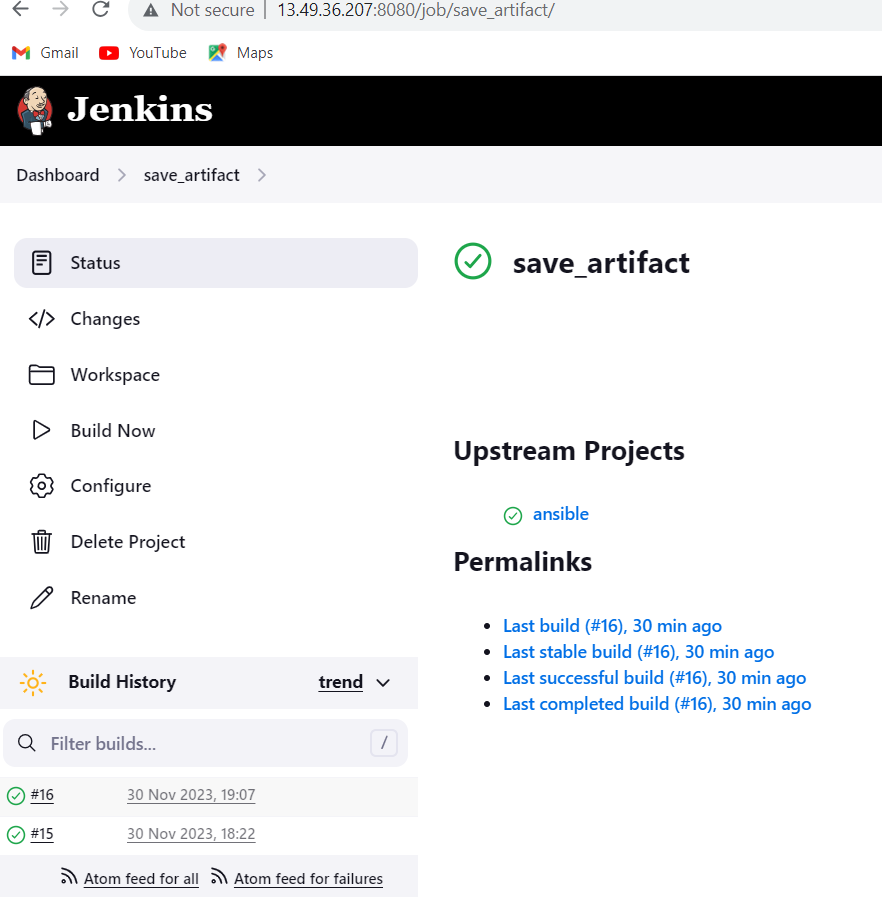 Not secure | 13.49.36.207:8080/job/save_artifact/
Gmail YouTube Maps
Jenkins
Dashboard > save_artifact >
Status
Changes
Workspace
Build Now
Configure
Delete Project
Rename
Build History trend
Filter builds... /
#16 30 Nov 2023, 19:07
#15 30 Nov 2023, 18:22
Atom feed for all Atom feed for failures
save_artifact
Upstream Projects
ansible
Permalinks
Last build (#16), 30 min ago
Last stable build (#16), 30 min ago
Last successful build (#16), 30 min ago
Last completed build (#16), 30 min ago